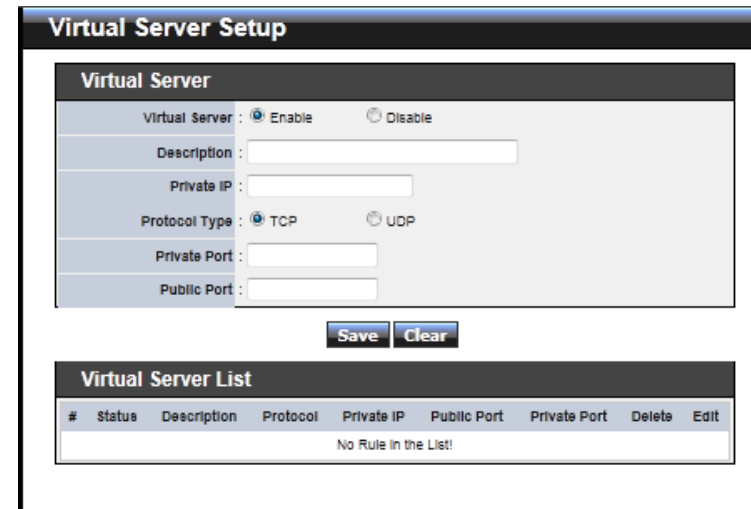 Virtual Server Setup
Virtual Server
Virtual Server : Enable Disable
Description :
Private IP :
Protocol Type : TCP UDP
Private Port :
Public Port :
Save Clear
Virtual Server List
# Status Description Protocol Private IP Public Port Private Port Delete Edit
No Rule in the List!